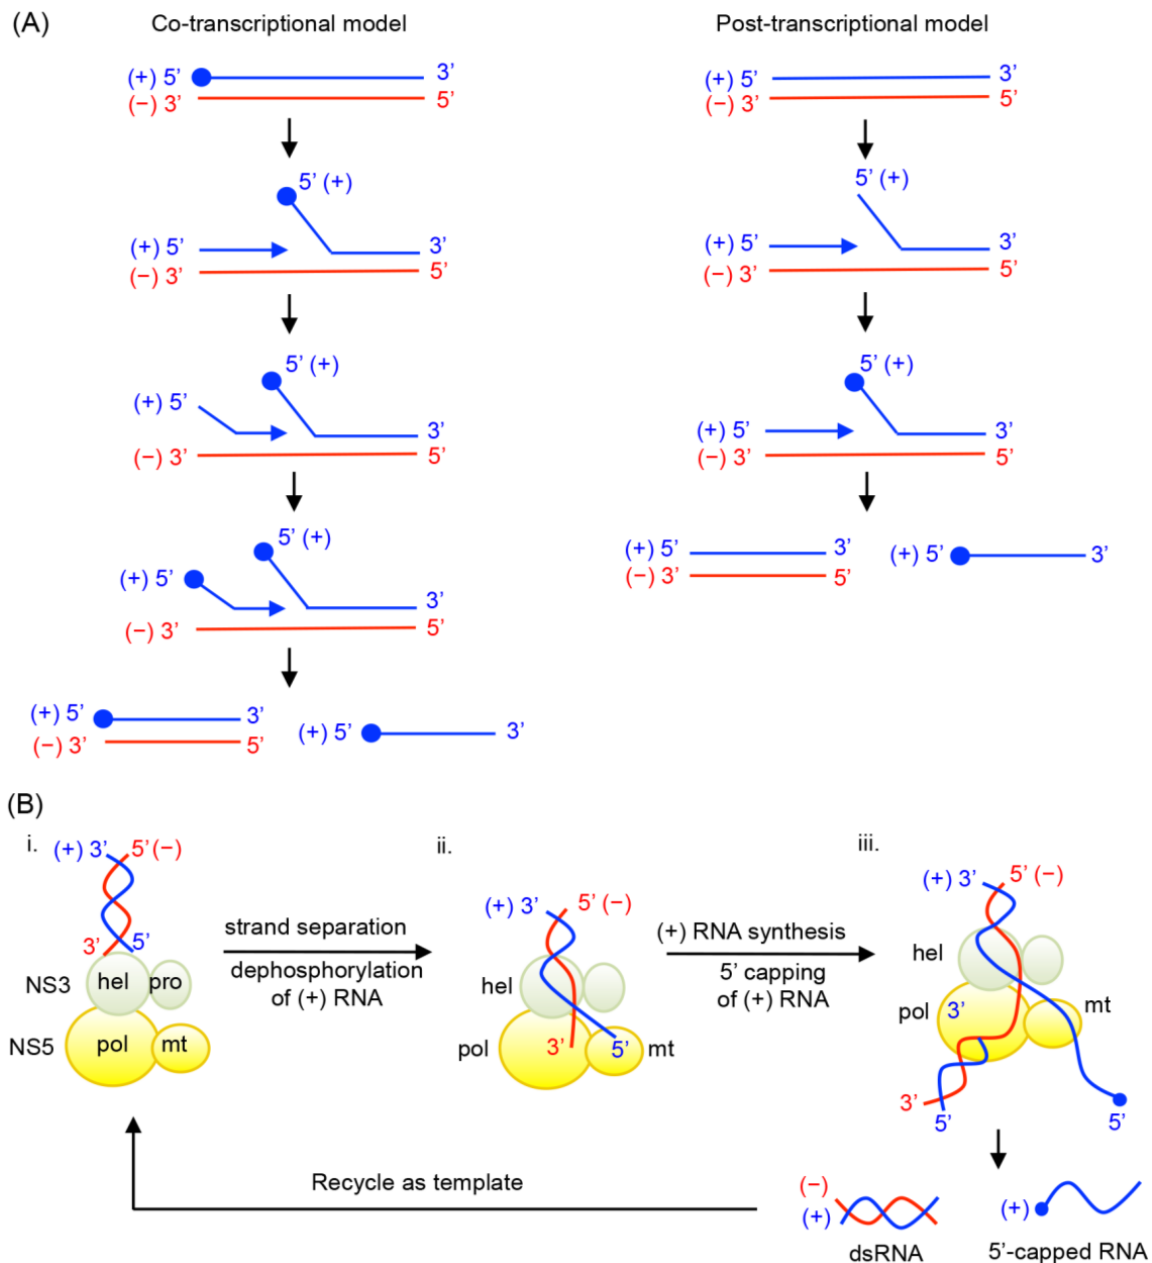 (A)
Co-transcriptional model
Post-transcriptional model
(+) 5’ 3’
(−) 3’ 5’
(+) 5’ 3’
(−) 3’ 5’
5’ (+)
(+) 5’ 3’
(−) 3’ 5’
5’ (+)
(+) 5’ 3’
(−) 3’ 5’
5’ (+)
(+) 5’
3’
(−) 3’ 5’
5’ (+)
(+) 5’ 3’
(−) 3’ 5’
5’ (+)
(+) 5’
3’
(−) 3’ 5’
(+) 5’ 3’
(−) 3’ 5’
(+) 5’ 3’
(+) 5’ 3’
(−) 3’ 5’
(+) 5’ 3’
(B)
i.
(+) 3’ 5’ (−)
3’ 5’
NS3 hel pro
NS5 pol mt
strand separation
dephosphorylation
of (+) RNA
ii.
(+) 3’ 5’ (−)
hel
pol 3’ 5’ mt
(+) RNA synthesis
5’ capping
of (+) RNA
iii.
(+) 3’ 5’ (−)
hel
pol 3’ mt
3’
5’
5’
Recycle as template
(−)
(+)
dsRNA
(+)
5’-capped RNA